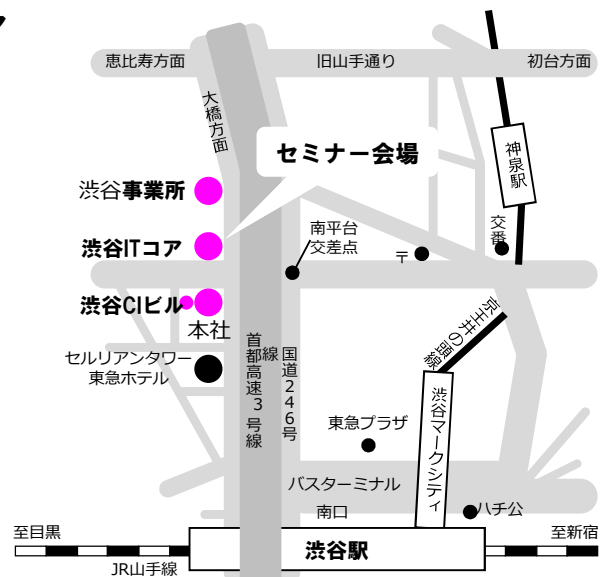 恵比寿方面
旧山手通り
初台方面
大橋方面
セミナー会場
神泉駅
渋谷事業所
南平台
交差点
交番
〒
渋谷ITコア
渋谷CIビル
本社
京王井の頭線
セルリアンタワー
東急ホテル
首都高速3号線
線
国道246号
東急プラザ
渋谷マークシティ
バスターミナル
南口
ハチ公
至目黒
渋谷駅
至新宿
JR山手線